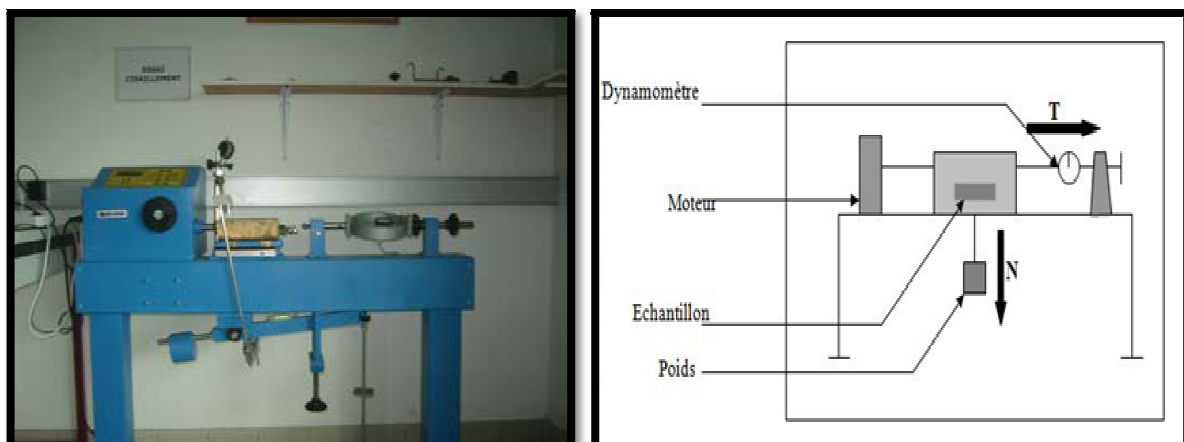 ESSAI
CISAILLEMENT
Dynamomètre
T
Moteur
N
Echantillon
Poids